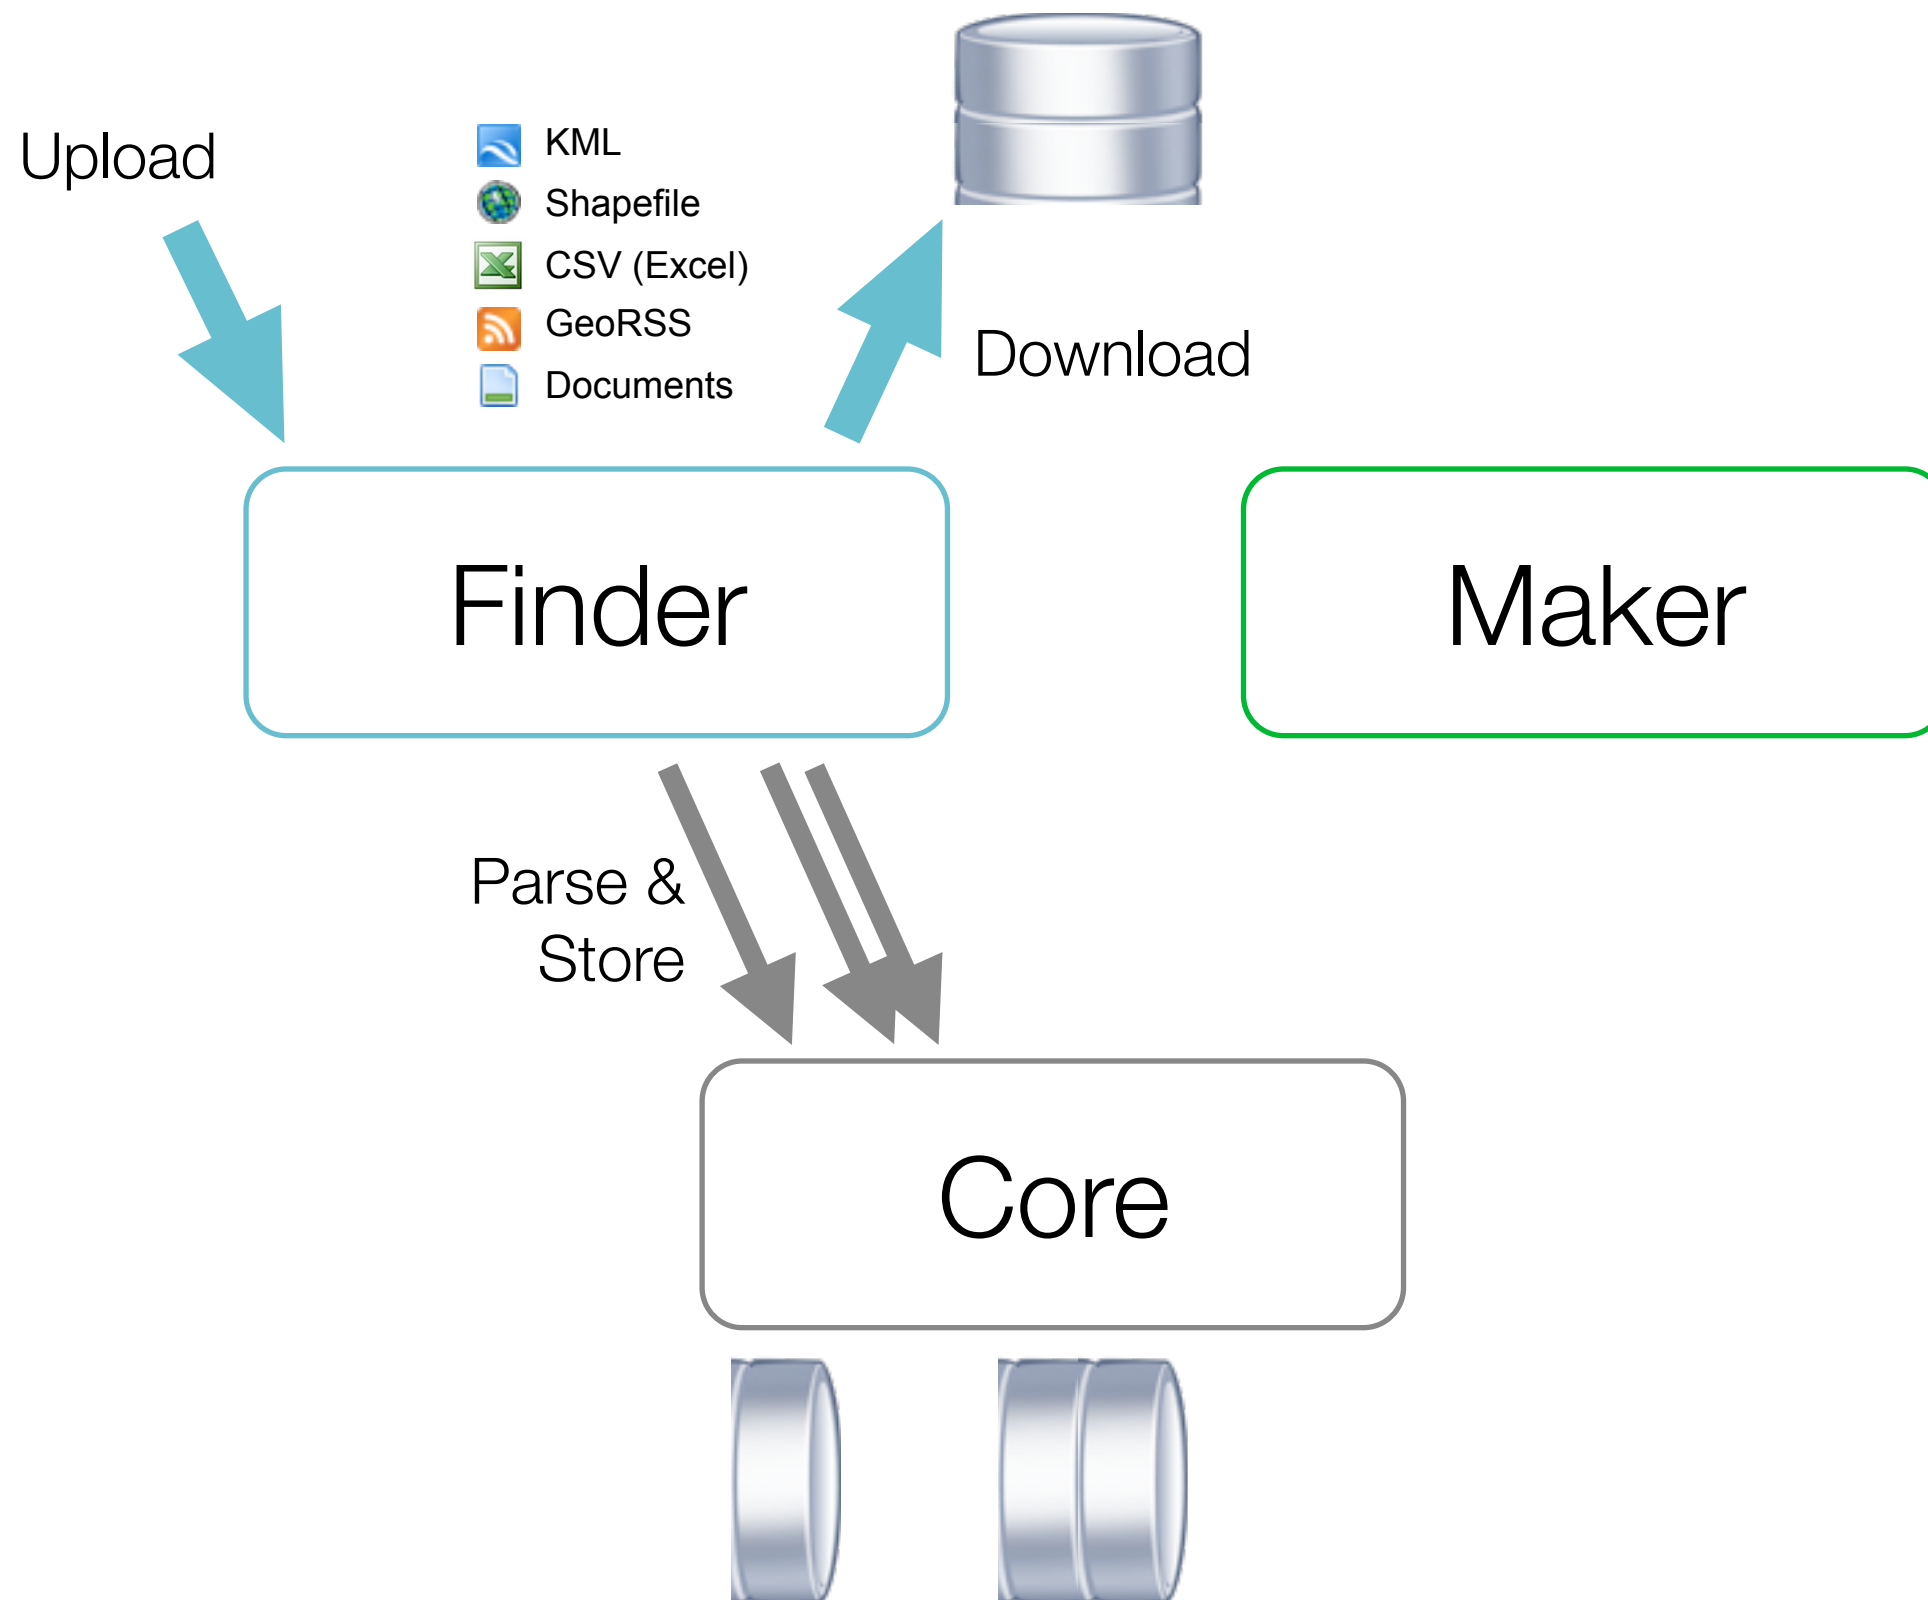 Upload
KML
Shapefile
CSV (Excel)
GeoRSS
Documents
Download
Finder
Maker
Parse &
Store
Core